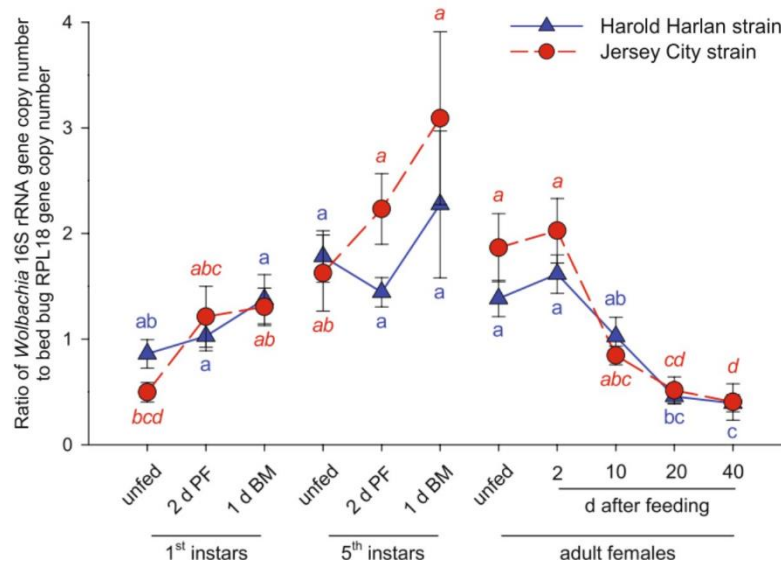 Ratio of Wolbachia 16S rRNA gene copy number
to bed bug RPL18 gene copy number
4
3
2
1
0
Harold Harlan strain
Jersey City strain
a
a
a
a
a
a
abc
a
a
ab
ab
ab
a
a
a
a
a
ab
cd
d
bcd
abc
bc
c
unfed
2 d PF
1 d BM
unfed
2 d PF
1 d BM
unfed
2
10
20
40
d after feeding
1st instars
5th instars
adult females